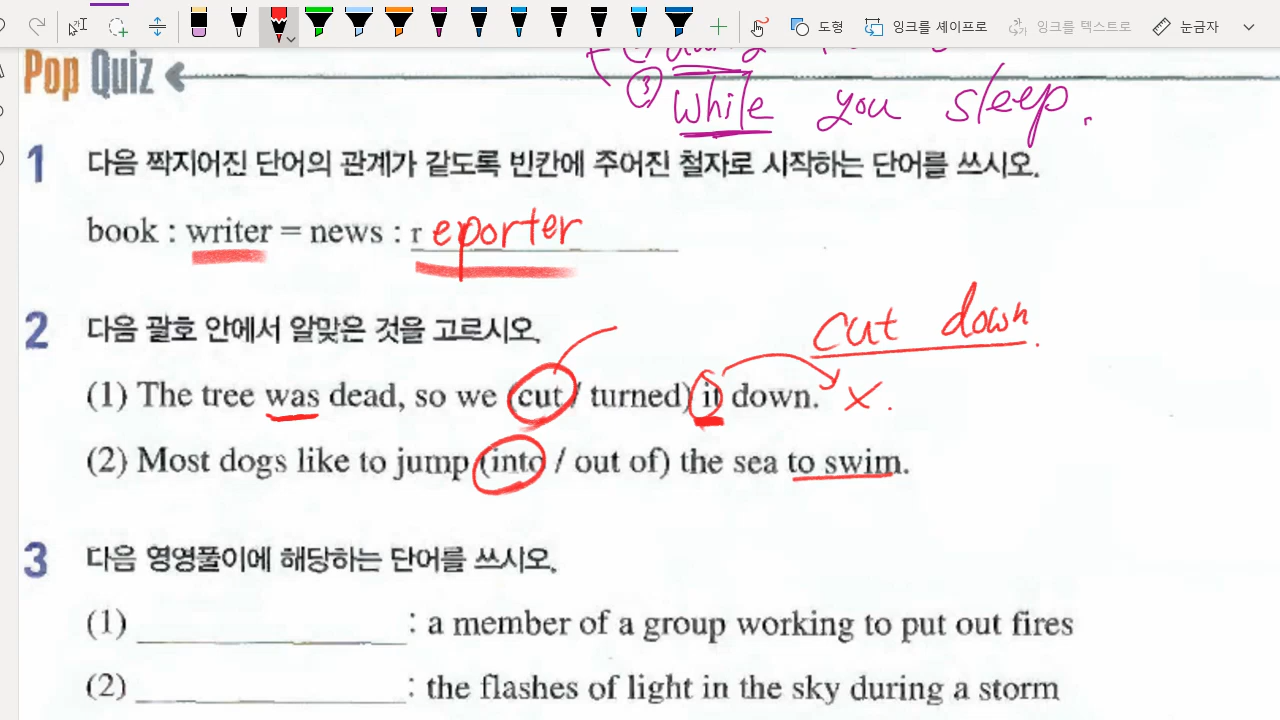 도형 잉크를 셰이프로 잉크를 텍스트로 눈금자
Pop Quiz
③ while you sleep.
1 다음 짝지어진 단어의 관계가 같도록 빈칸에 주어진 철자로 시작하는 단어를 쓰시오.
book : writer = news : r eporter
2 다음 괄호 안에서 알맞은 것을 고르시오.
cut down.
(1) The tree was dead, so we (cut / turned) it down. X.
(2) Most dogs like to jump (into / out of) the sea to swim.
3 다음 영영풀이에 해당하는 단어를 쓰시오.
(1) : a member of a group working to put out fires
(2) : the flashes of light in the sky during a storm